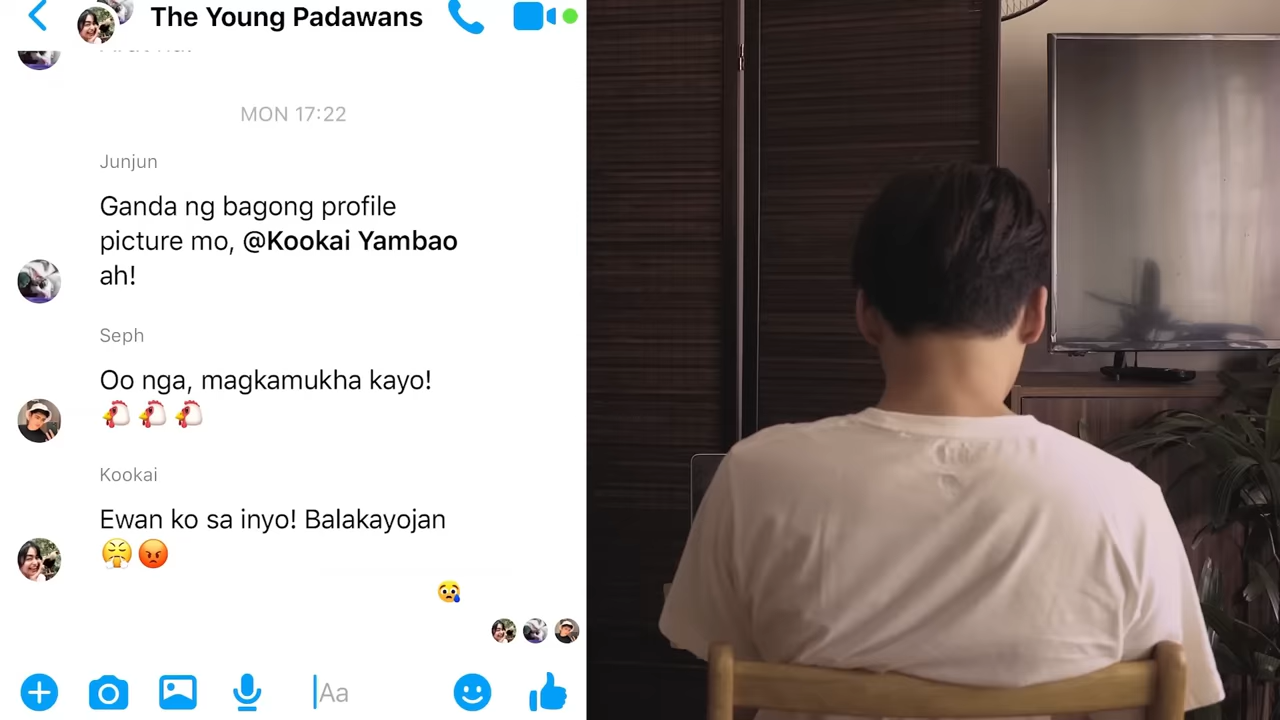 The Young Padawans
MON 17:22
Junjun
Ganda ng bagong profile
picture mo, @Kookai Yambao
ah!
Seph
Oo nga, magkamukha kayo!
🐔🐔🐔
Kookai
Ewan ko sa inyo! Balakayojan
😤😡
😢
Aa